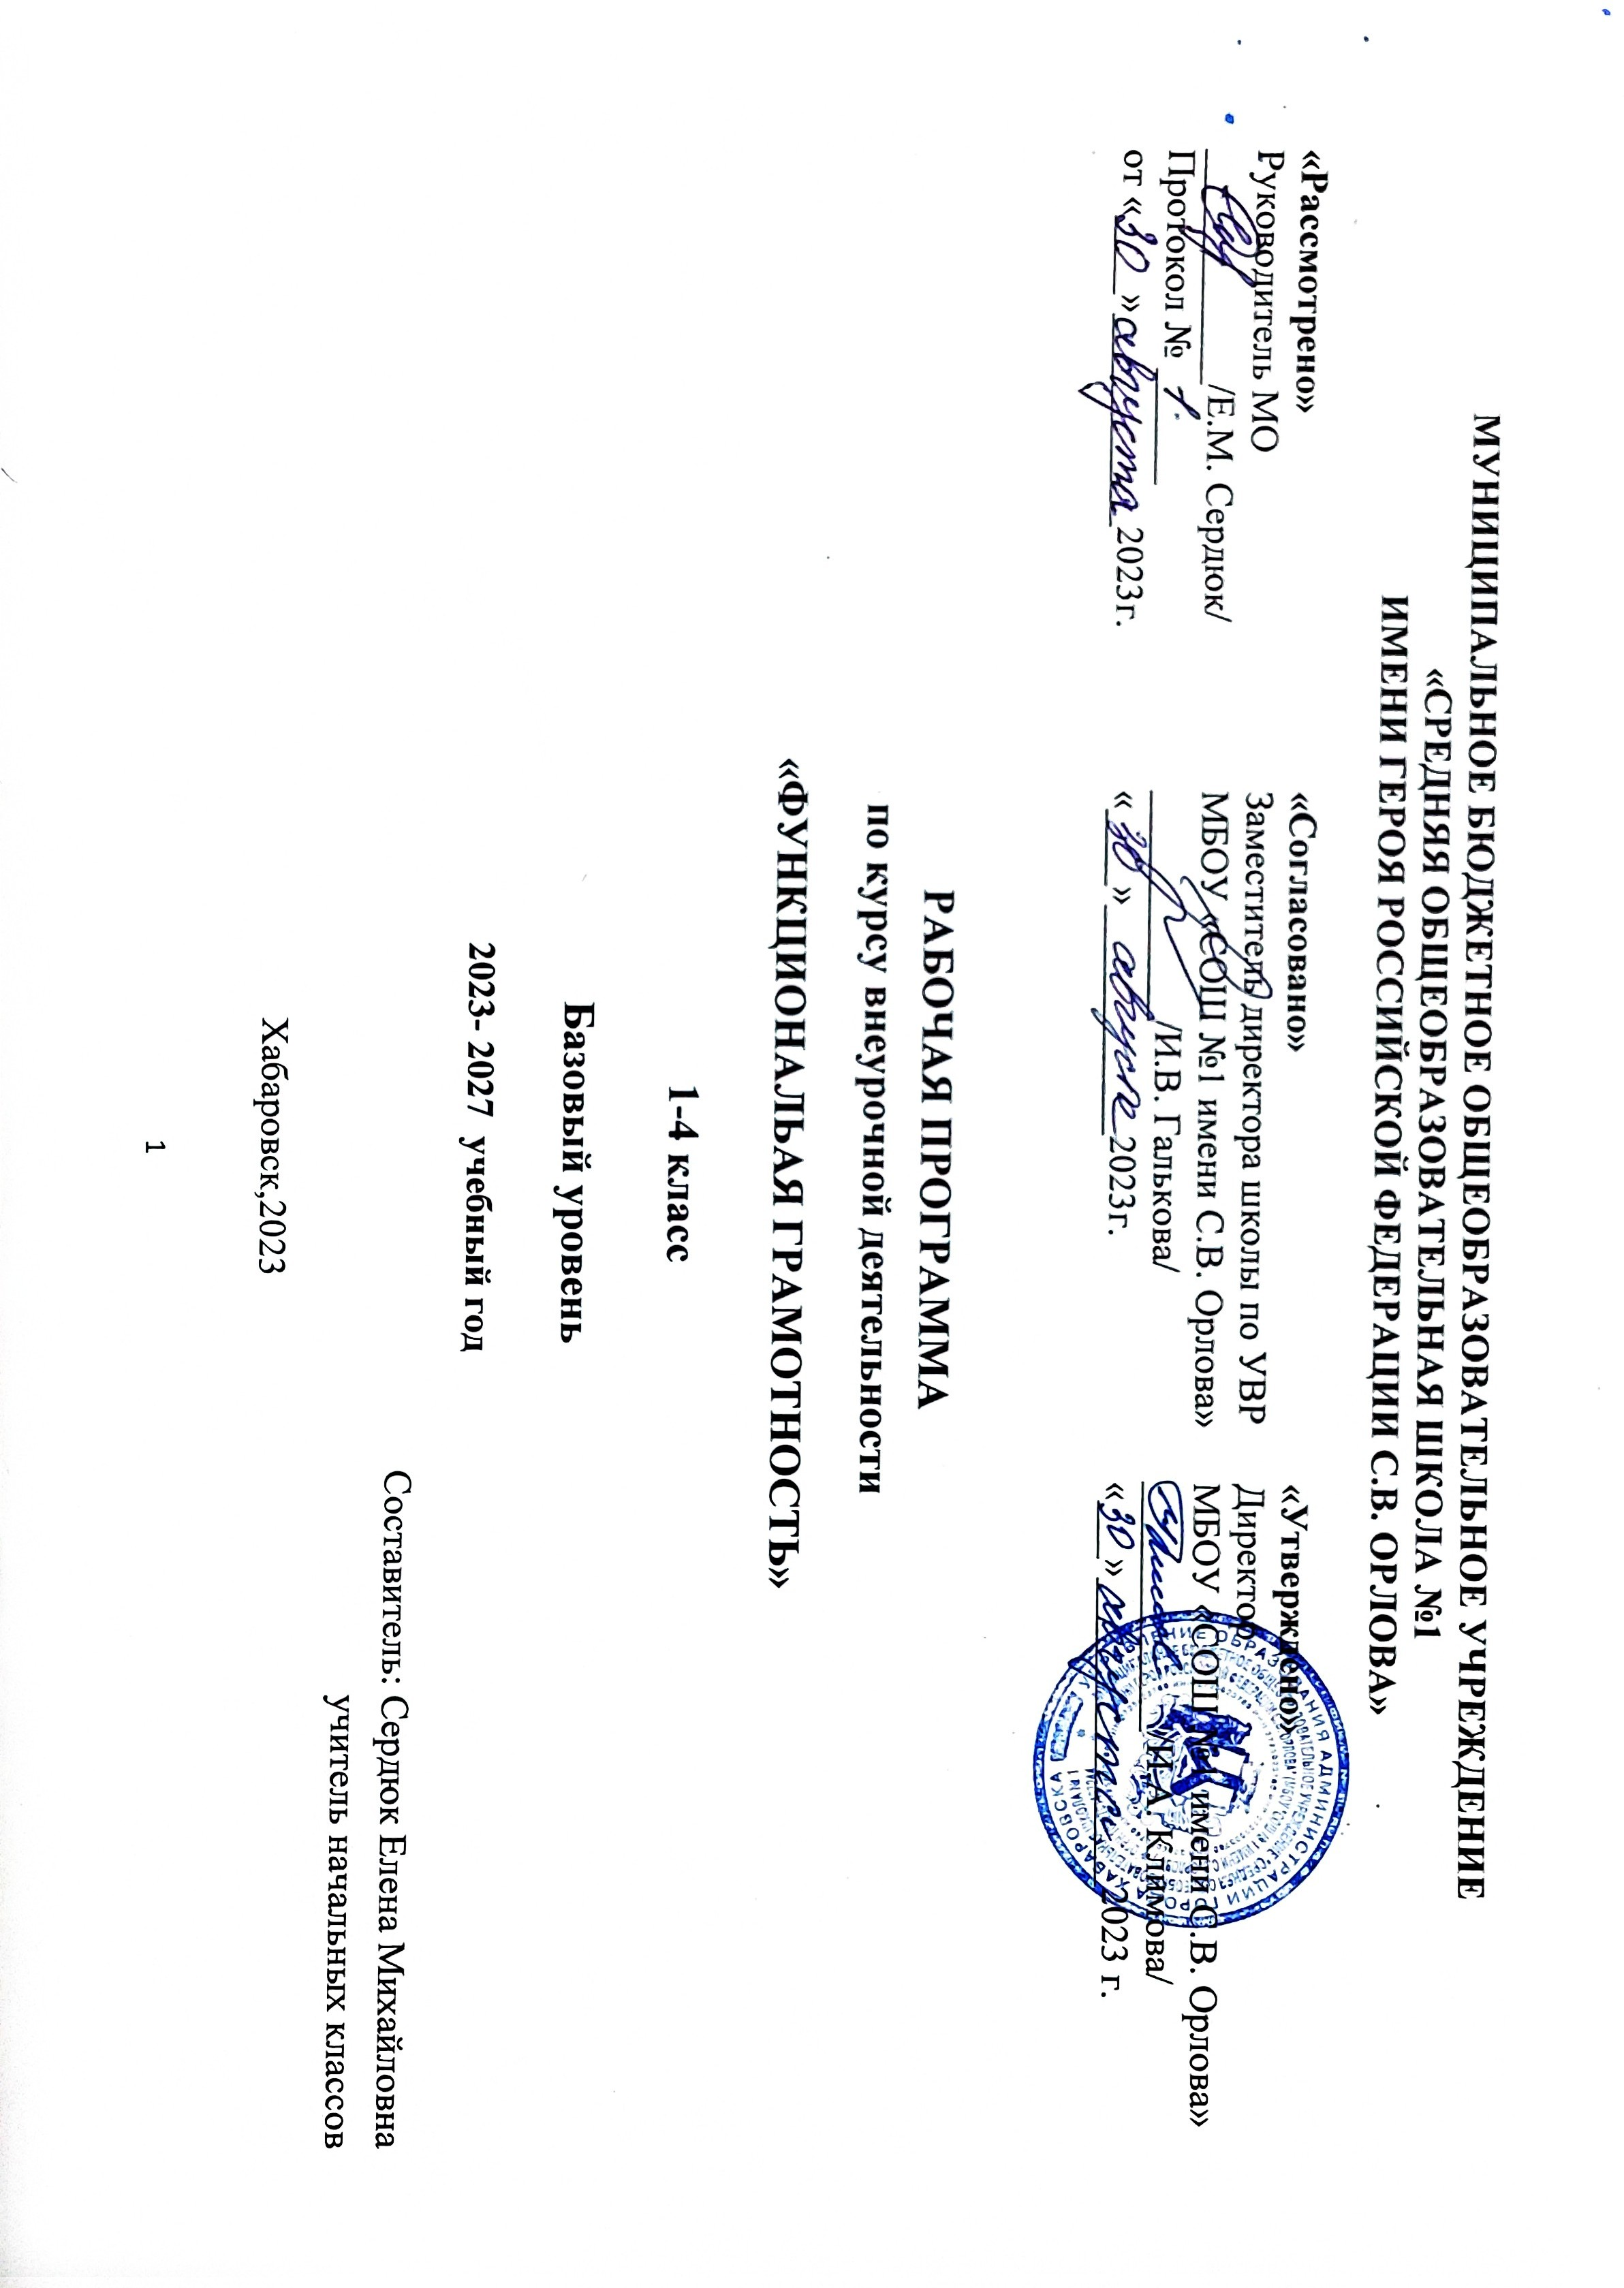 МУНИЦИПАЛЬНОЕ БЮДЖЕТНОЕ ОБЩЕОБРАЗОВАТЕЛЬНОЕ УЧРЕЖДЕНИЕ
«СРЕДНЯЯ ОБЩЕОБРАЗОВАТЕЛЬНАЯ ШКОЛА №1
ИМЕНИ ГЕРОЯ РОССИЙСКОЙ ФЕДЕРАЦИИ С.В. ОРЛОВА»
«Рассмотрено»
Руководитель МО
/Е.М. Сердюк/
Протокол № 1
от «30» августа 2023г.
«Согласовано»
Заместитель директора школы по УВР
МБОУ «СОШ №1 имени С.В. Орлова»
/И.В. Галькова/
«30» августа 2023г.
«Утверждено»
Директор
МБОУ «СОШ №1 имени С.В. Орлова»
/И.А. Климова/
«30» августа 2023 г.
РАБОЧАЯ ПРОГРАММА
по курсу внеурочной деятельности
«ФУНКЦИОНАЛЬАЯ ГРАМОТНОСТЬ»
1-4 класс
Базовый уровень
2023- 2027 учебный год
Составитель: Сердюк Елена Михайловна
учитель начальных классов
Хабаровск,2023
1